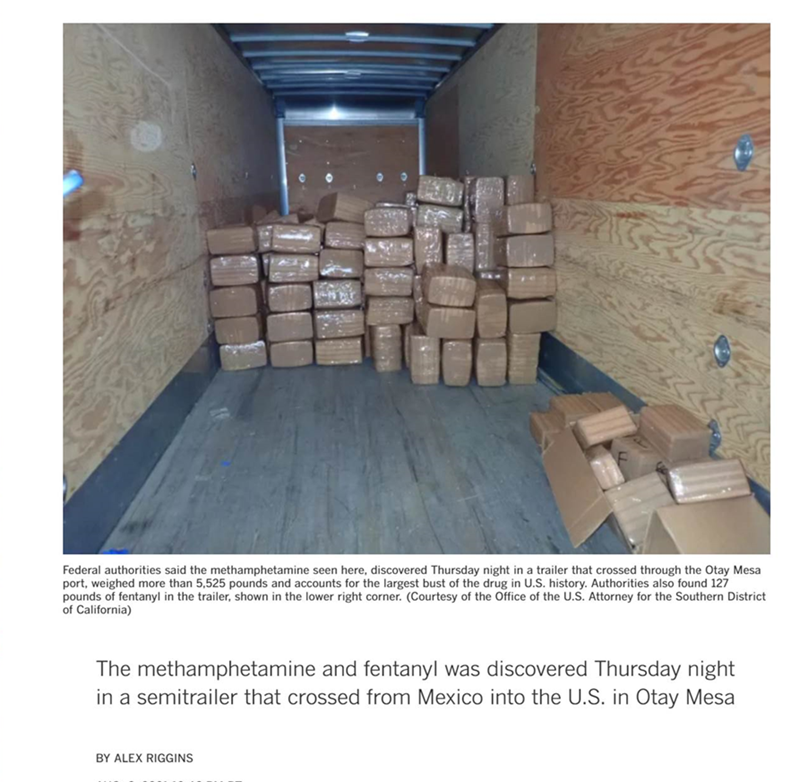 Federal authorities said the methamphetamine seen here, discovered Thursday night in a trailer that crossed through the Otay Mesa
port, weighed more than 5,525 pounds and accounts for the largest bust of the drug in U.S. history. Authorities also found 127
pounds of fentanyl in the trailer, shown in the lower right corner. (Courtesy of the Office of the U.S. Attorney for the Southern District
of California)
The methamphetamine and fentanyl was discovered Thursday night
in a semitrailer that crossed from Mexico into the U.S. in Otay Mesa
BY ALEX RIGGINS